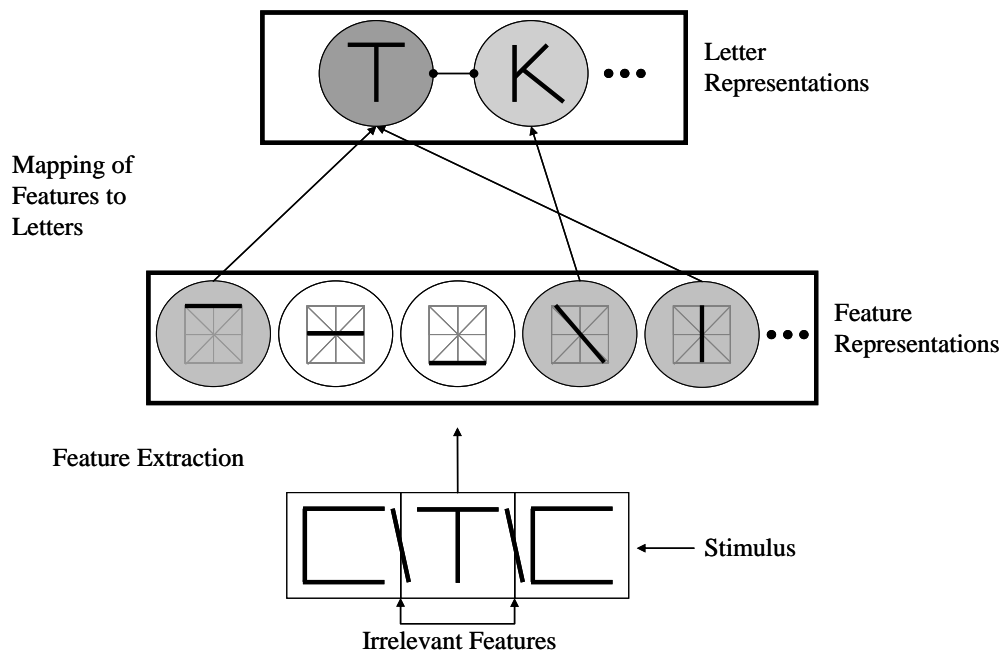 T K
Letter
Representations
Mapping of
Features to
Letters
Feature
Representations
Feature Extraction
C\T\C
Stimulus
Irrelevant Features